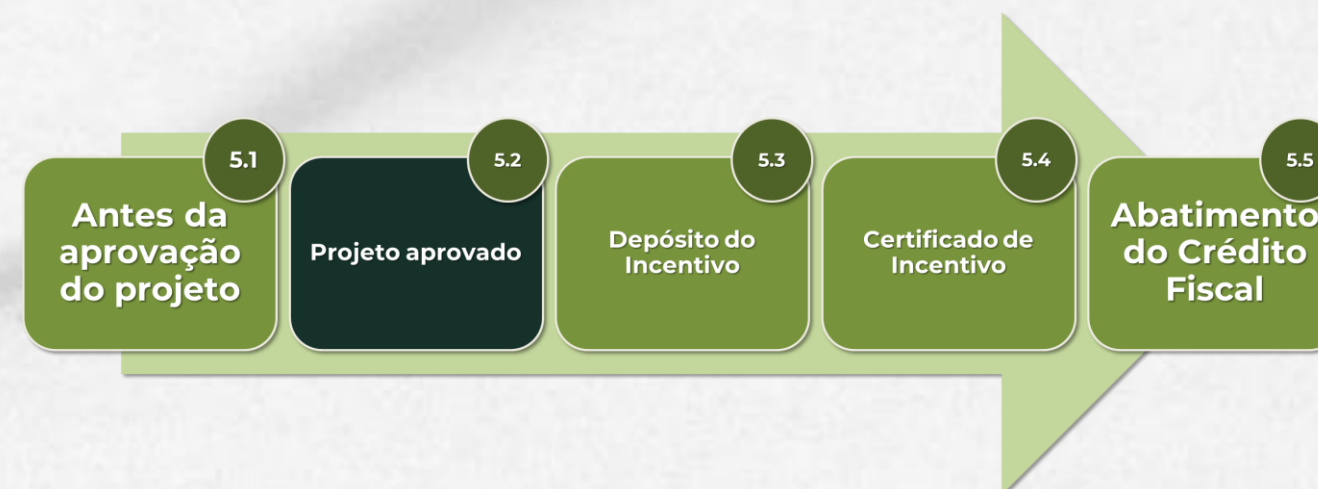 5.1
Antes da
aprovação
do projeto
5.2
Projeto aprovado
5.3
Depósito do
Incentivo
5.4
Certificado de
Incentivo
5.5
Abatimento
do Crédito
Fiscal